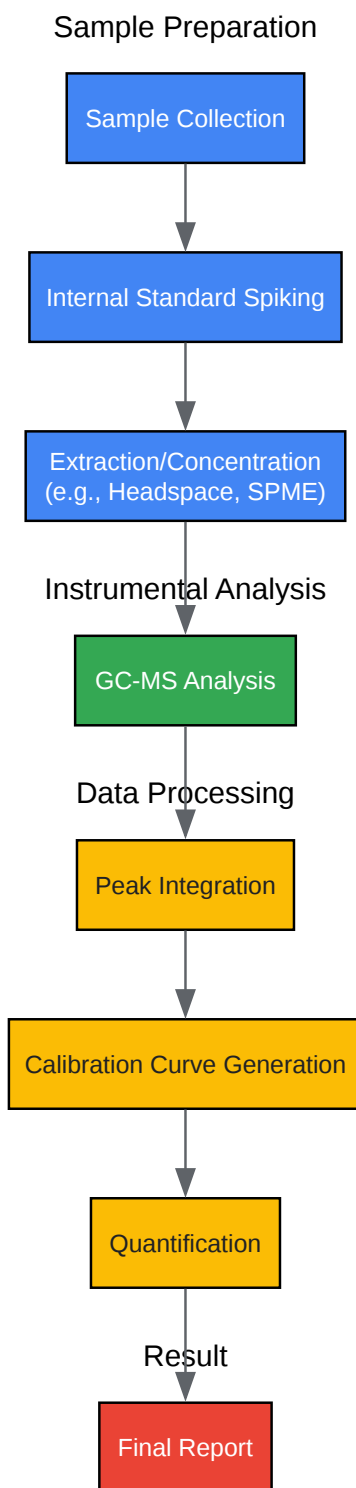 Sample Preparation
Sample Collection
Internal Standard Spiking
Extraction/Concentration
(e.g., Headspace, SPME)
Instrumental Analysis
GC-MS Analysis
Data Processing
Peak Integration
Calibration Curve Generation
Quantification
Result
Final Report